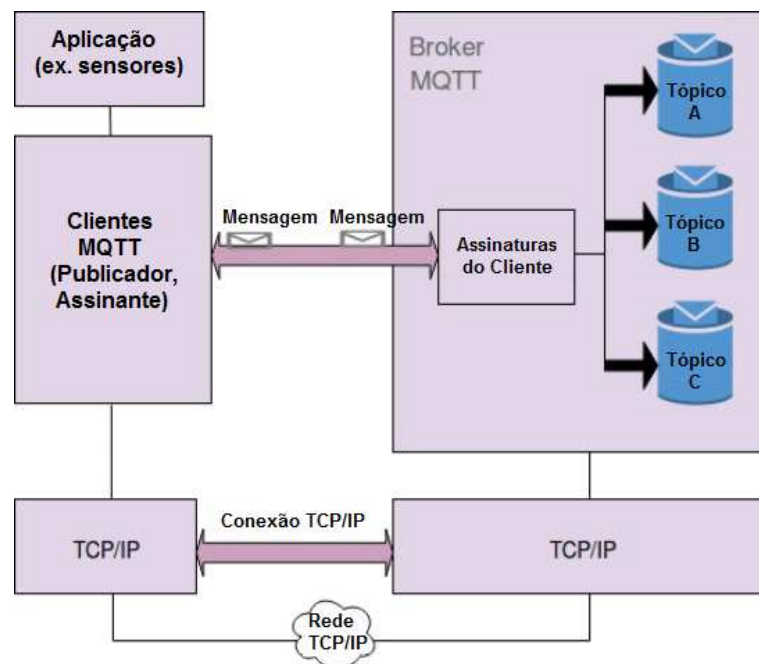 Aplicação
(ex. sensores)
Broker
MQTT
Tópico
A
Clientes
MQTT
(Publicador,
Assinante)
Mensagem
Mensagem
Assinaturas
do Cliente
Tópico
B
Tópico
C
TCP/IP
Conexão TCP/IP
TCP/IP
Rede
TCP/IP